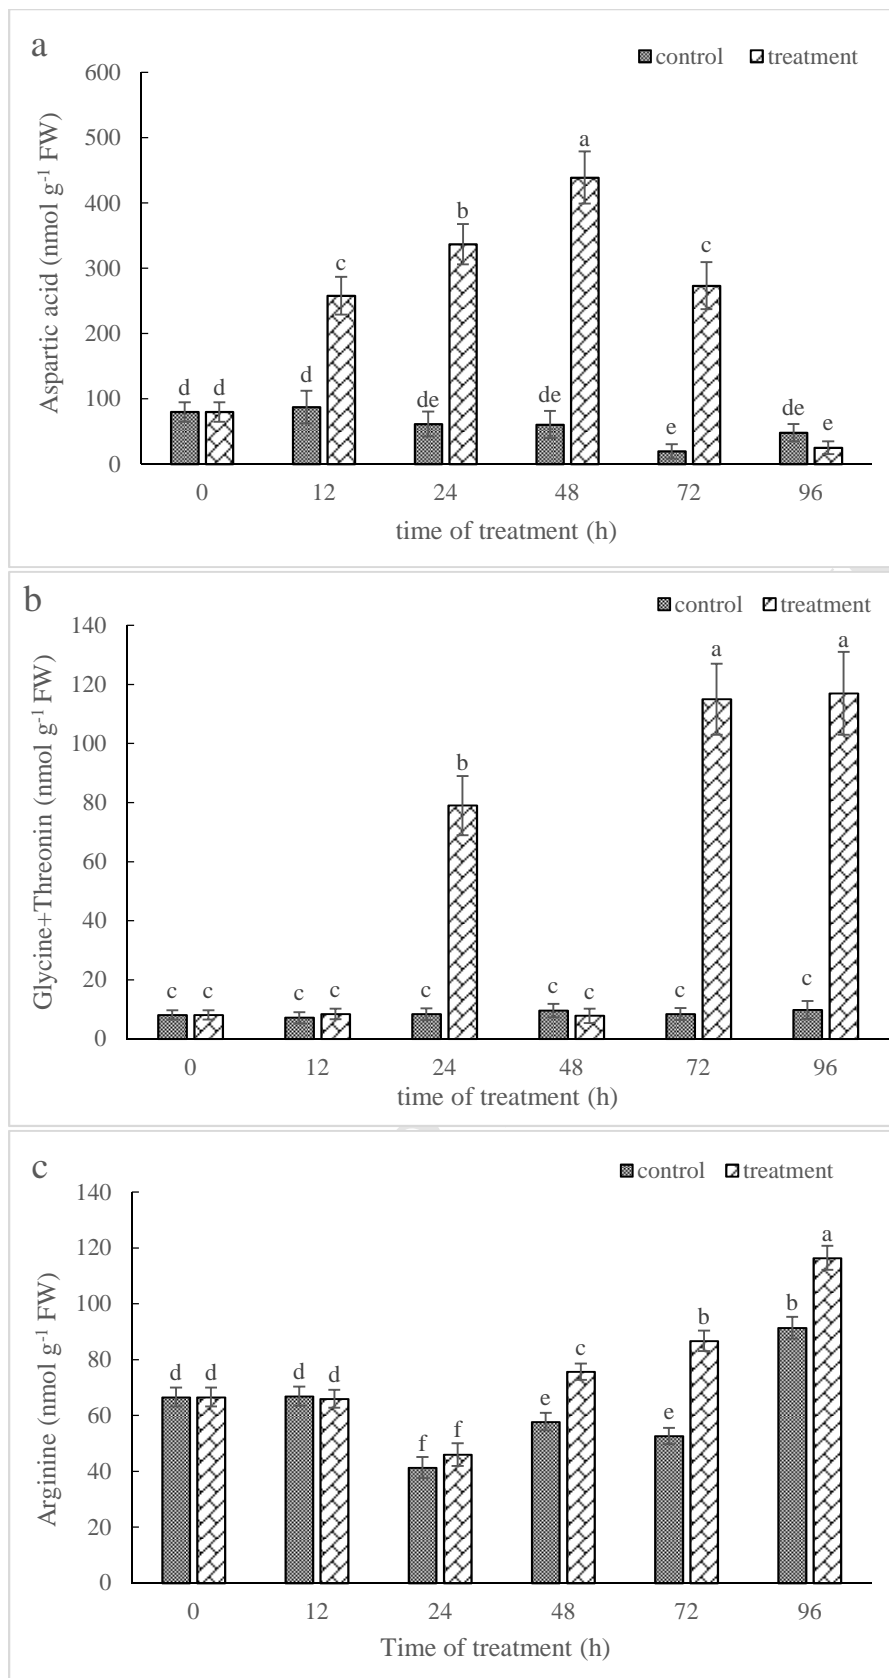 a
control treatment
600
500
400
300
200
100
0
Aspartic acid (nmol g⁻¹ FW)
d d d c de b de a e c de e
0 12 24 48 72 96
time of treatment (h)
b
control treatment
140
120
100
80
60
40
20
0
Glycine+Threonin (nmol g⁻¹ FW)
c c c c c b c c c a c a
0 12 24 48 72 96
time of treatment (h)
c
control treatment
140
120
100
80
60
40
20
0
Arginine (nmol g⁻¹ FW)
d d d d f f e c e b b a
0 12 24 48 72 96
Time of treatment (h)